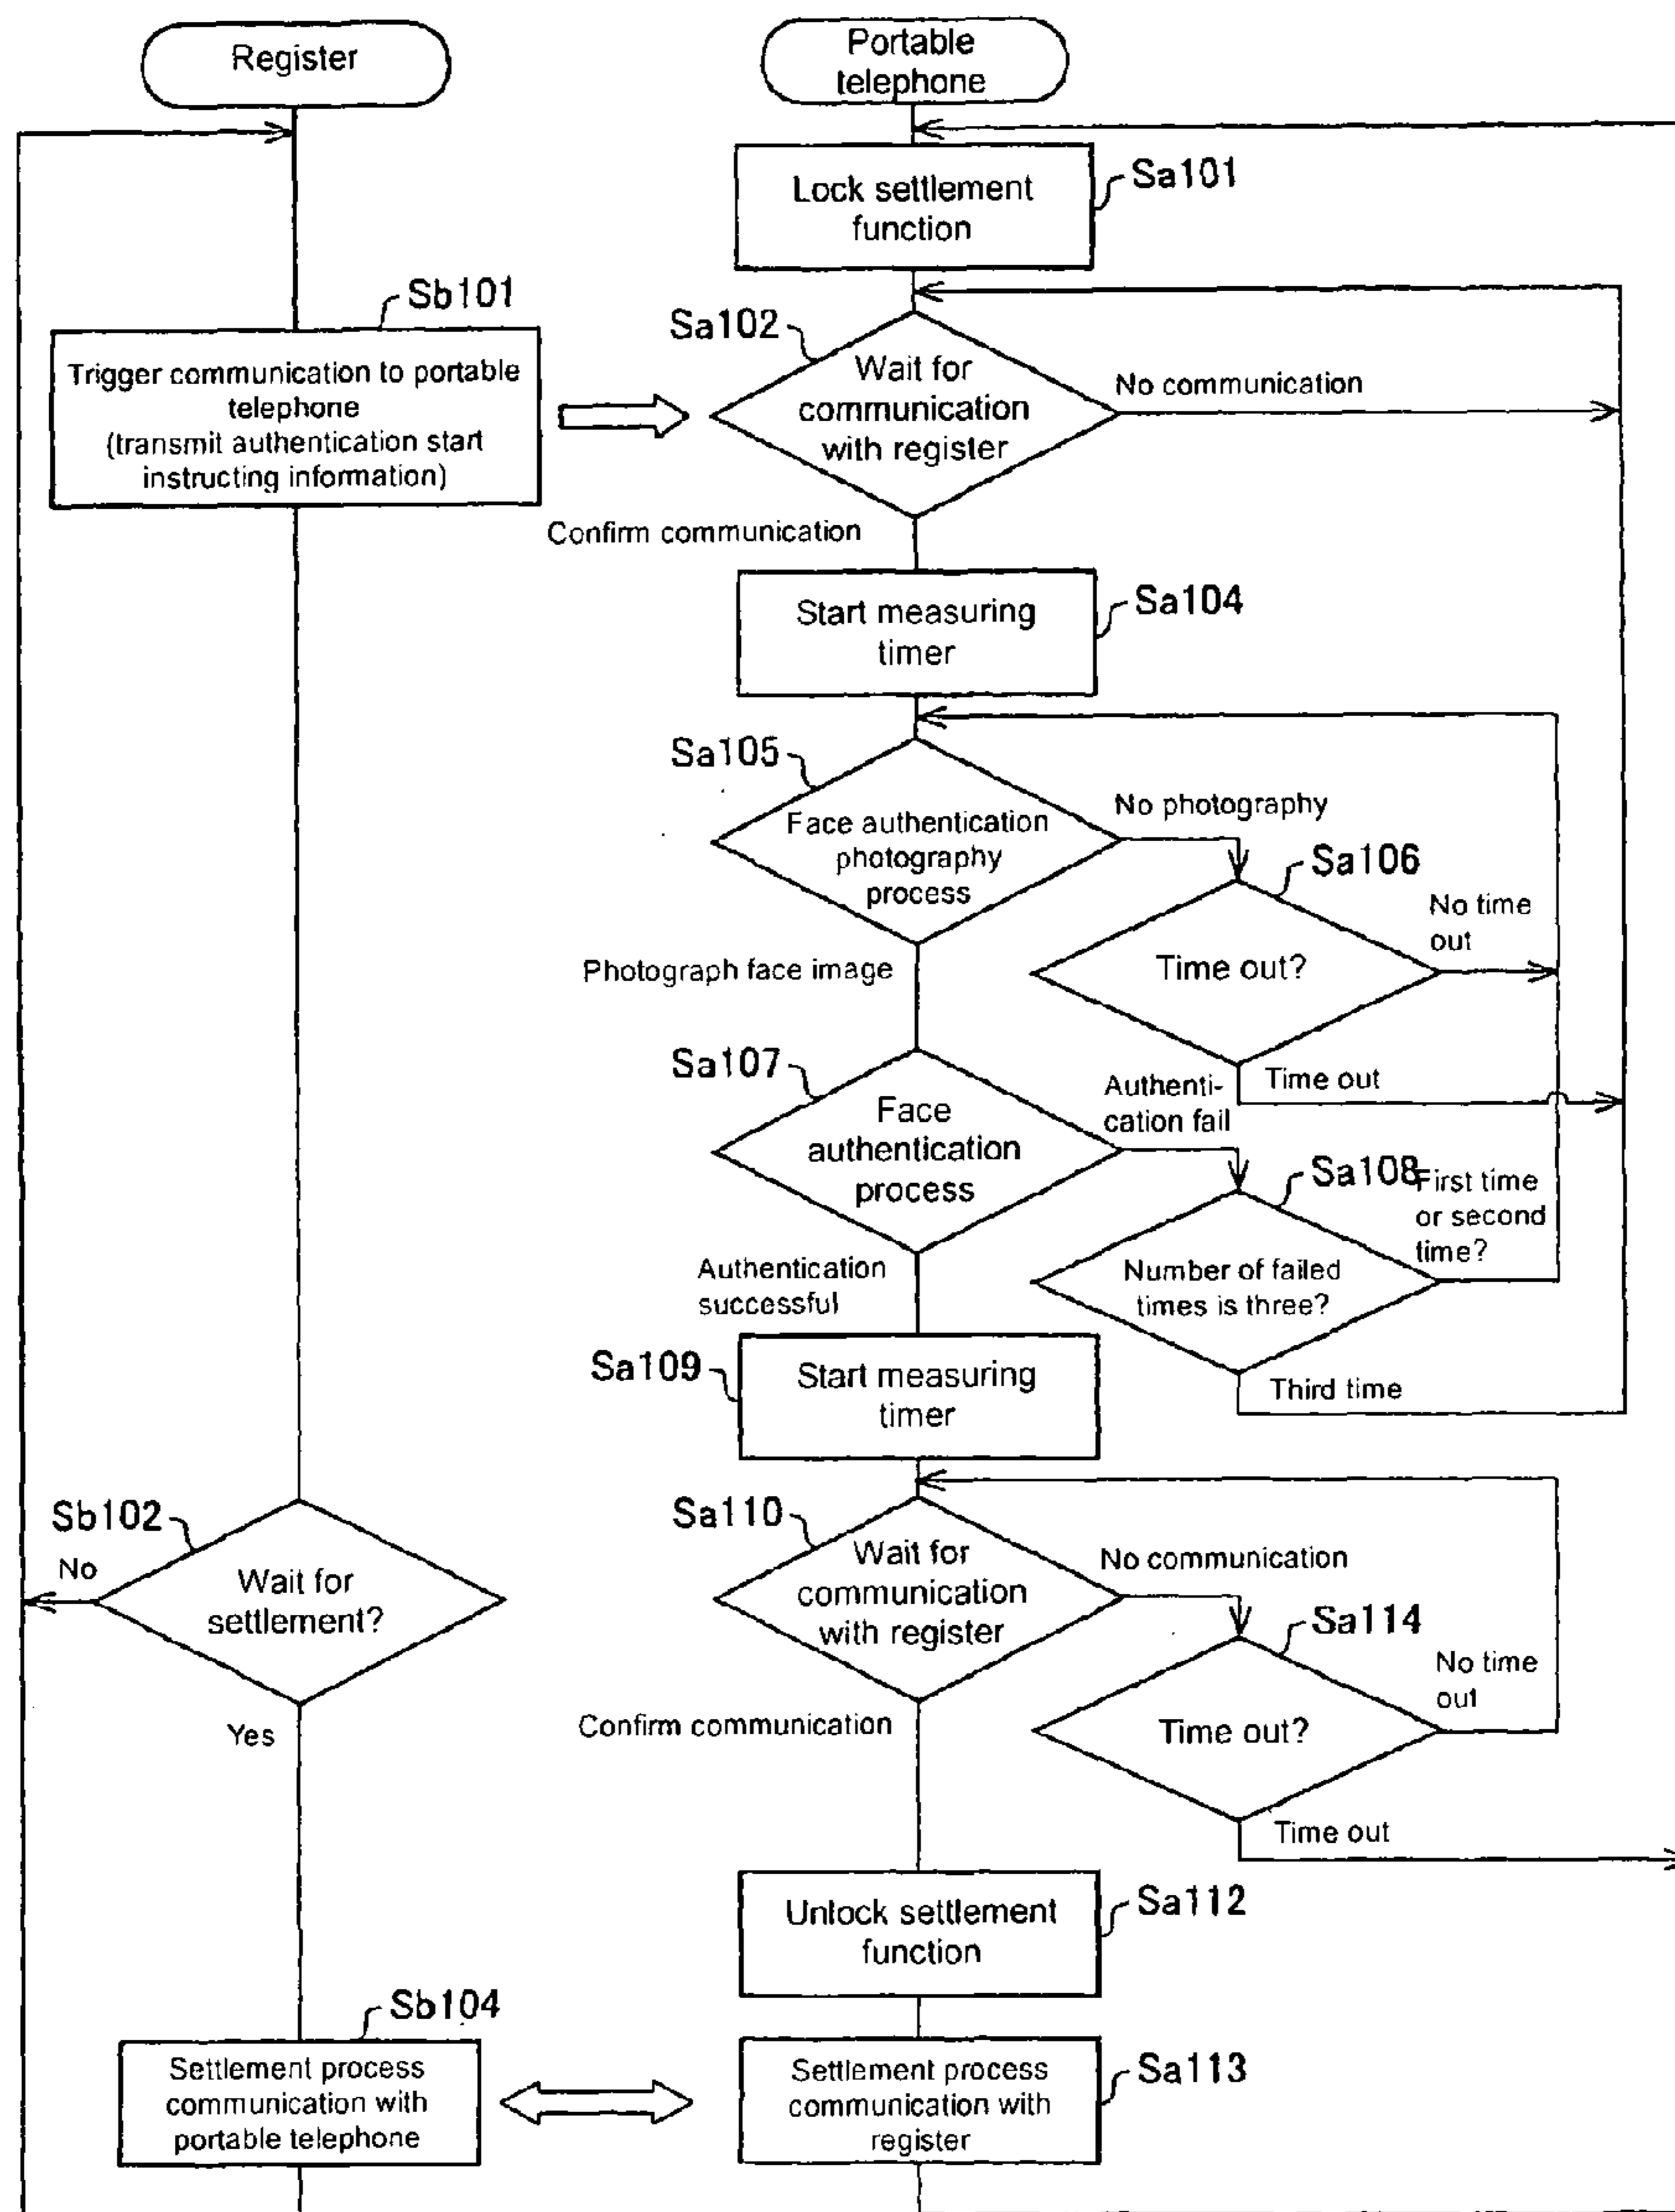 Register
Portable
telephone
Lock settlement
function
Sa101
Sb101
Trigger communication to portable
telephone
(transmit authentication start
instructing information)
Sa102
Wait for
communication
with register
No communication
Confirm communication
Start measuring
timer
Sa104
Sa105
Face authentication
photography
process
No photography
Sa106
Time out?
No time
out
Photograph face image
Time out
Sa107
Face
authentication
process
Authenti-
cation fail
Sa108
First time
or second
time?
Number of failed
times is three?
Authentication
successful
Third time
Sa109
Start measuring
timer
Sb102
No
Wait for
settlement?
Yes
Sa110
Wait for
communication
with register
No communication
Sa114
Time out?
No time
out
Confirm communication
Time out
Unlock settlement
function
Sa112
Sb104
Settlement process
communication with
portable telephone
Settlement process
communication with
register
Sa113